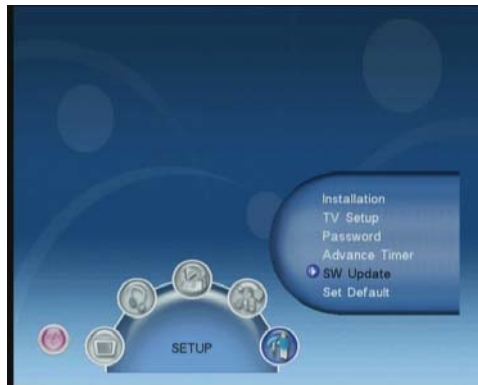 Installation
TV Setup
Password
Advance Timer
SW Update
Set Default
SETUP